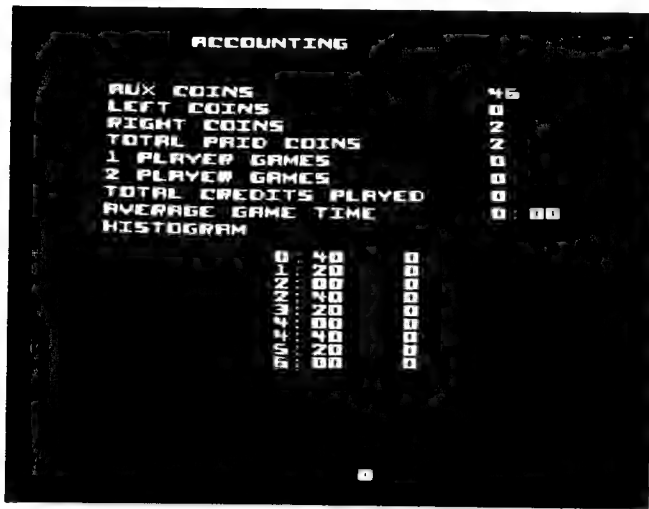 ACCOUNTING
AUX COINS 46
LEFT COINS 0
RIGHT COINS 2
TOTAL PAID COINS 2
1 PLAYER GAMES 0
2 PLAYER GAMES 0
TOTAL CREDITS PLAYED 0
AVERAGE GAME TIME 0:00
HISTOGRAM
0:40 0
1:20 0
2:00 0
2:40 0
3:20 0
4:00 0
4:40 0
5:20 0
6:00 0
0